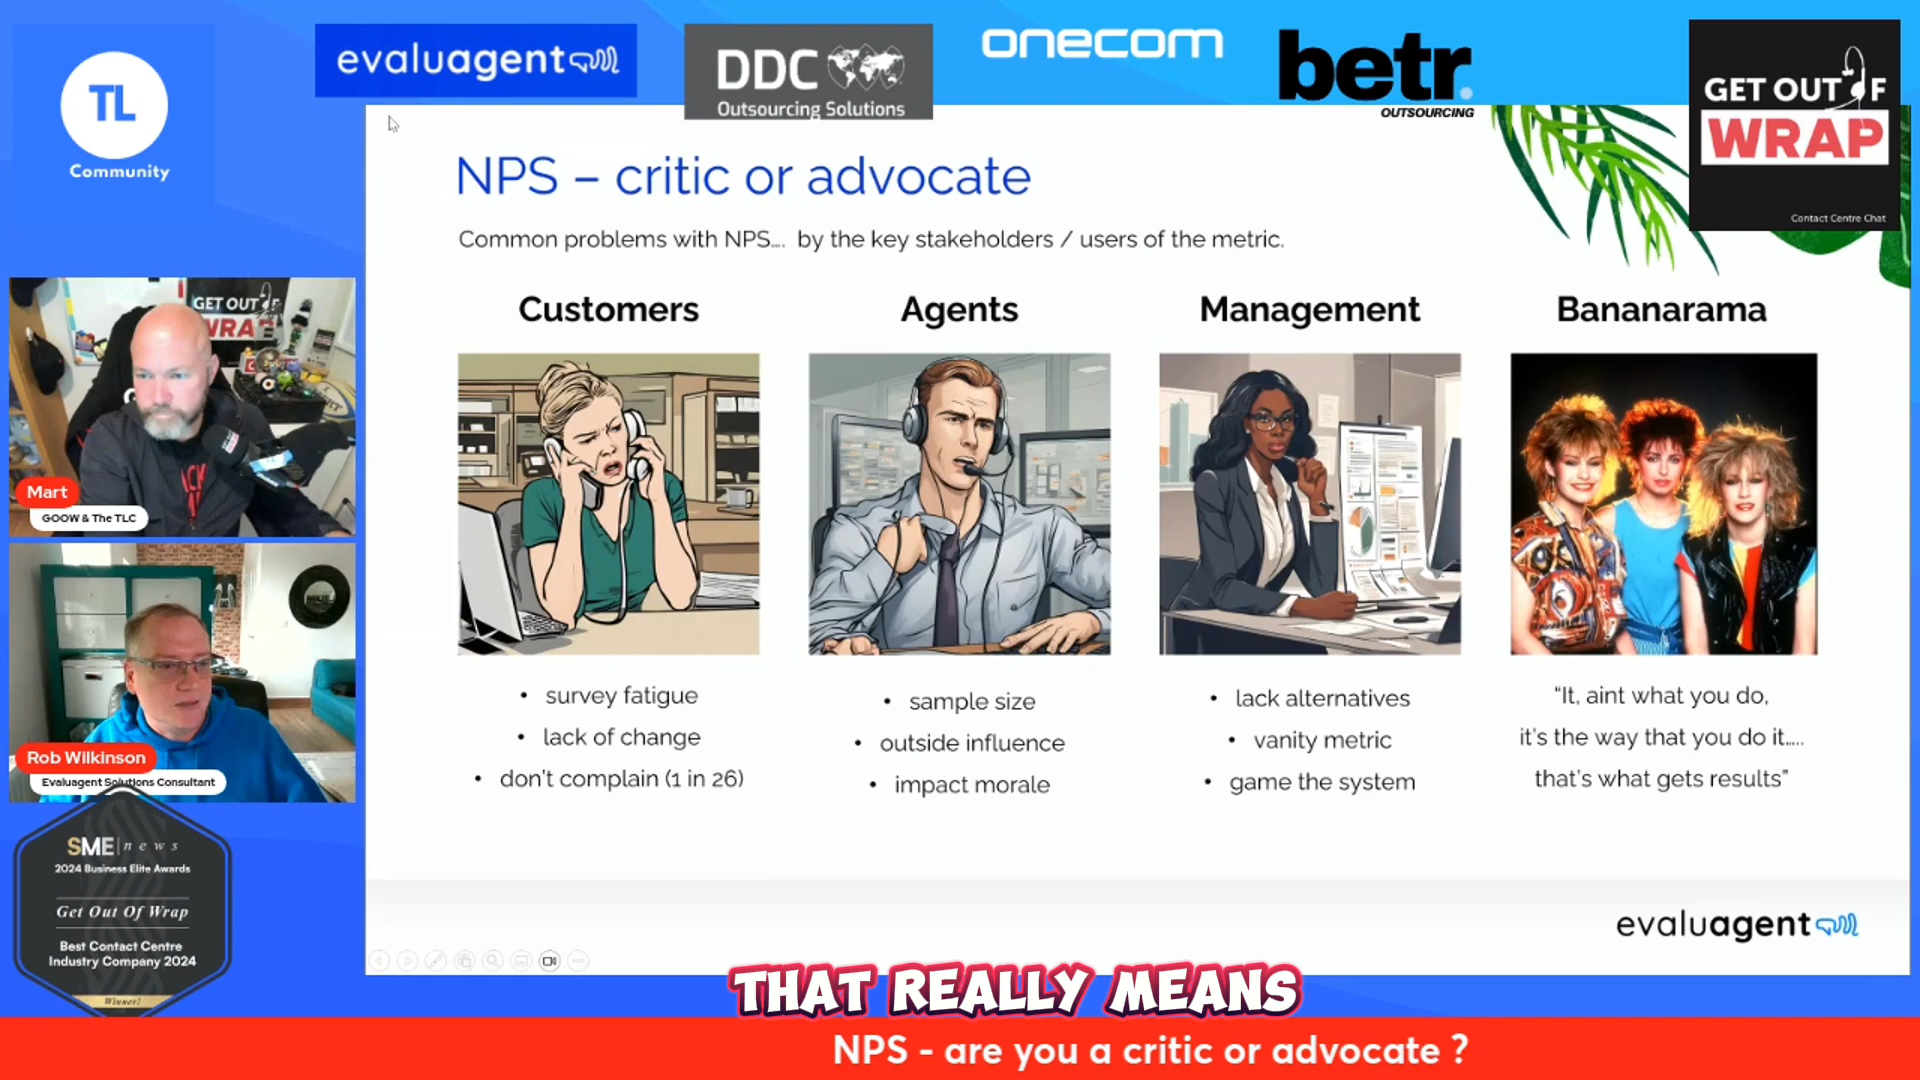 TL
Community
evaluagent
DDC
Outsourcing Solutions
onecom
betr.
OUTSOURCING
GET OUT OF
WRAP
Contact Centre Chat
NPS – critic or advocate
Common problems with NPS.... by the key stakeholders / users of the metric.
Customers
• survey fatigue
• lack of change
• don't complain (1 in 26)
Agents
• sample size
• outside influence
• impact morale
Management
• lack alternatives
• vanity metric
• game the system
Bananarama
“It, aint what you do,
it's the way that you do it.....
that's what gets results”
GET OUT OF
WRAP
Mart
GOOW & The TLC
Rob Wilkinson
Evaluagent Solutions Consultant
SME news
2024 Business Elite Awards
Get Out Of Wrap
Best Contact Centre
Industry Company 2024
Winner!
evaluagent
THAT REALLY MEANS
NPS - are you a critic or advocate ?